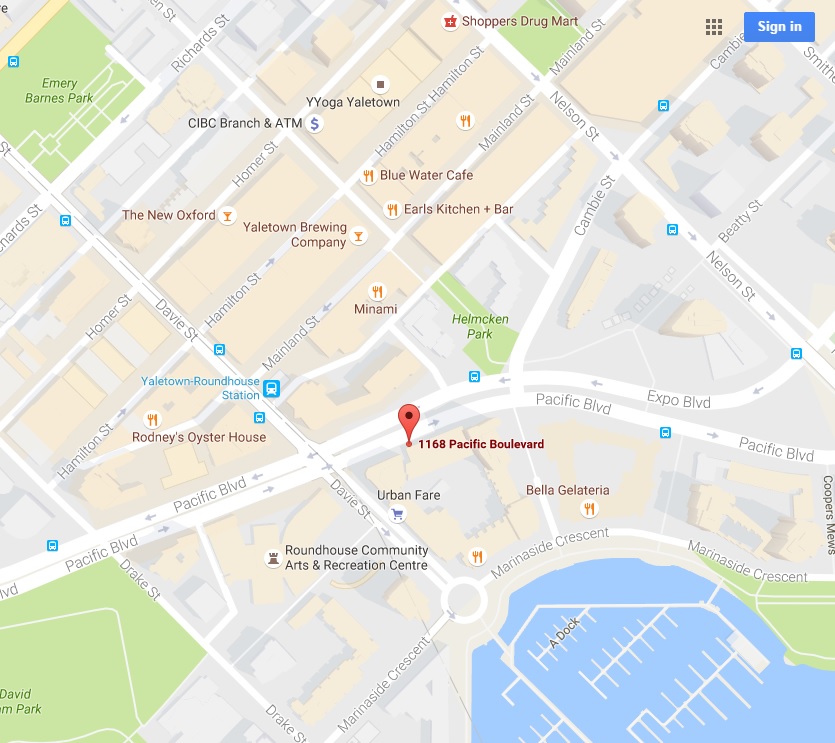 Shoppers Drug Mart
Sign in
Richards St
Mainland St
Cambie
Smith
Emery
Barnes Park
YYoga Yaletown
Hamilton St
Hamilton St
CIBC Branch & ATM
$
Mainland St
Nelson St
Homer St
Blue Water Cafe
Earls Kitchen + Bar
Cambie St
Beatty St
The New Oxford
Yaletown Brewing
Company
Nelson St
Hamilton St
Homer St
Davie St
Minami
Mainland St
Helmcken
Park
Yaletown-Roundhouse
Station
Expo Blvd
Pacific Blvd
Rodney's Oyster House
1168 Pacific Boulevard
Pacific Blvd
Hamilton St
Pacific Blvd
Davie St
Urban Fare
Bella Gelateria
Coopers Mews
Pacific Blvd
Roundhouse Community
Arts & Recreation Centre
Marinaside Crescent
Marinaside Crescent
Drake St
A Dock
Marinaside Crescent
David
am Park
Drake St